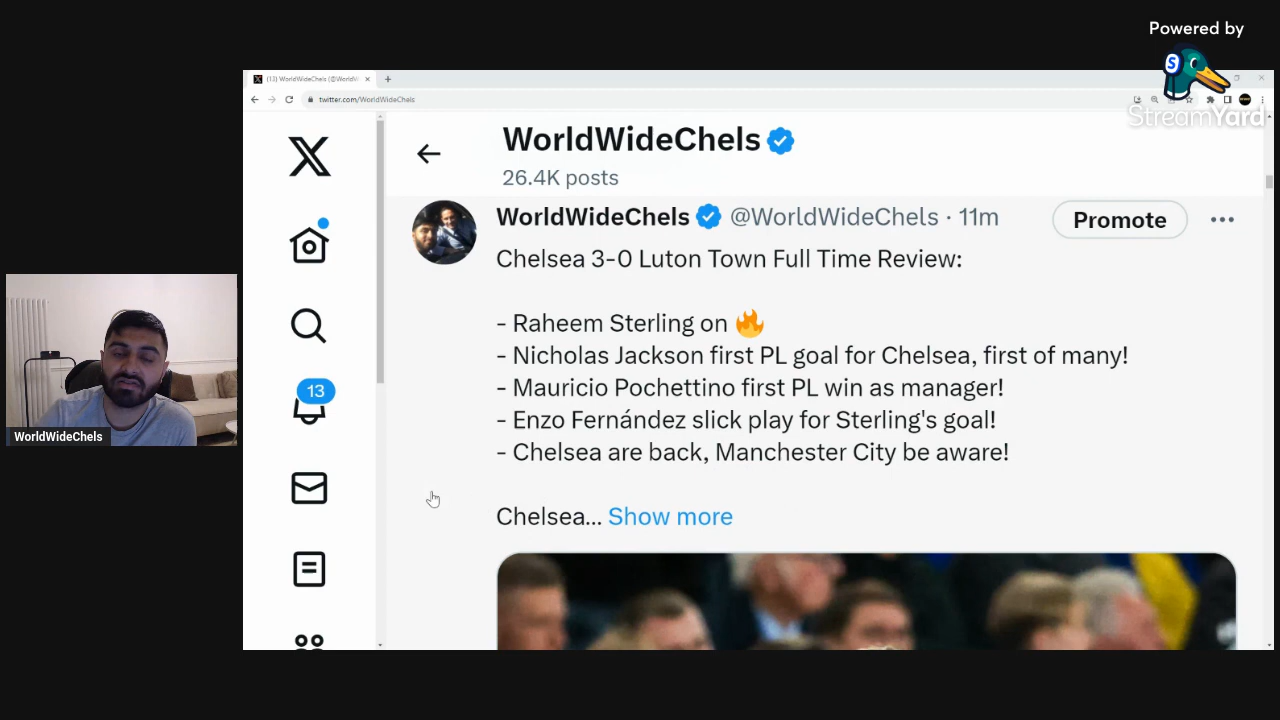 Powered by
StreamYard
(13) WorldWideChels (@WorldWi
twitter.com/WorldWideChels
WorldWideChels
26.4K posts
WorldWideChels @WorldWideChels · 11m
Promote
Chelsea 3-0 Luton Town Full Time Review:
- Raheem Sterling on 🔥
- Nicholas Jackson first PL goal for Chelsea, first of many!
- Mauricio Pochettino first PL win as manager!
- Enzo Fernández slick play for Sterling's goal!
- Chelsea are back, Manchester City be aware!
Chelsea... Show more
13
WorldWideChels